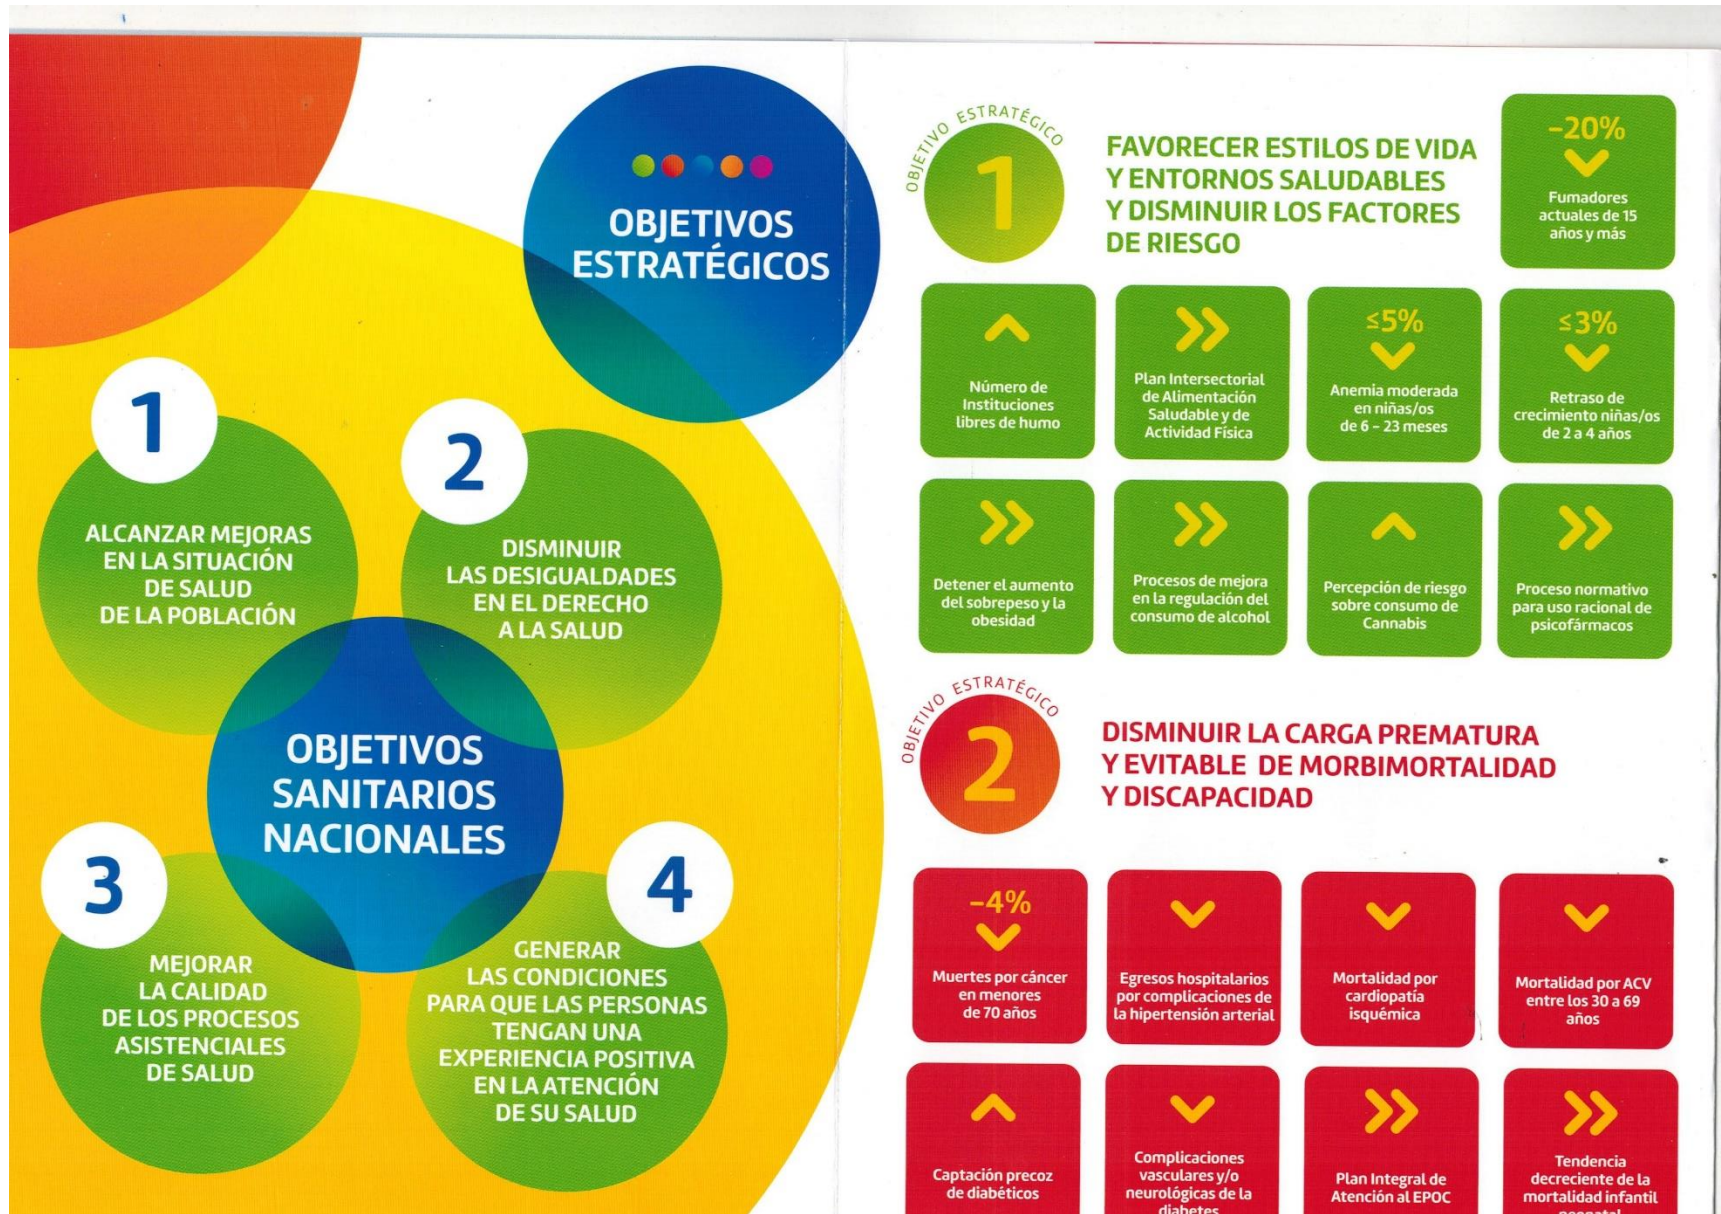 OBJETIVOS
ESTRATÉGICOS
1
ALCANZAR MEJORAS
EN LA SITUACIÓN
DE SALUD
DE LA POBLACIÓN
2
DISMINUIR
LAS DESIGUALDADES
EN EL DERECHO
A LA SALUD
OBJETIVOS
SANITARIOS
NACIONALES
3
MEJORAR
LA CALIDAD
DE LOS PROCESOS
ASISTENCIALES
DE SALUD
4
GENERAR
LAS CONDICIONES
PARA QUE LAS PERSONAS
TENGAN UNA
EXPERIENCIA POSITIVA
EN LA ATENCIÓN
DE SU SALUD
OBJETIVO ESTRATÉGICO
1
FAVORECER ESTILOS DE VIDA
Y ENTORNOS SALUDABLES
Y DISMINUIR LOS FACTORES
DE RIESGO
-20%
Fumadores
actuales de 15
años y más
Número de
Instituciones
libres de humo
Plan Intersectorial
de Alimentación
Saludable y de
Actividad Física
≤5%
Anemia moderada
en niñas/os
de 6 – 23 meses
≤3%
Retraso de
crecimiento niñas/os
de 2 a 4 años
Detener el aumento
del sobrepeso y la
obesidad
Procesos de mejora
en la regulación del
consumo de alcohol
Percepción de riesgo
sobre consumo de
Cannabis
Proceso normativo
para uso racional de
psicofármacos
OBJETIVO ESTRATÉGICO
2
DISMINUIR LA CARGA PREMATURA
Y EVITABLE DE MORBIMORTALIDAD
Y DISCAPACIDAD
-4%
Muertes por cáncer
en menores
de 70 años
Egresos hospitalarios
por complicaciones de
la hipertensión arterial
Mortalidad por
cardiopatía
isquémica
Mortalidad por ACV
entre los 30 a 69
años
Captación precoz
de diabéticos
Complicaciones
vasculares y/o
neurológicas de la
diabetes
Plan Integral de
Atención al EPOC
Tendencia
decreciente de la
mortalidad infantil
neonatal